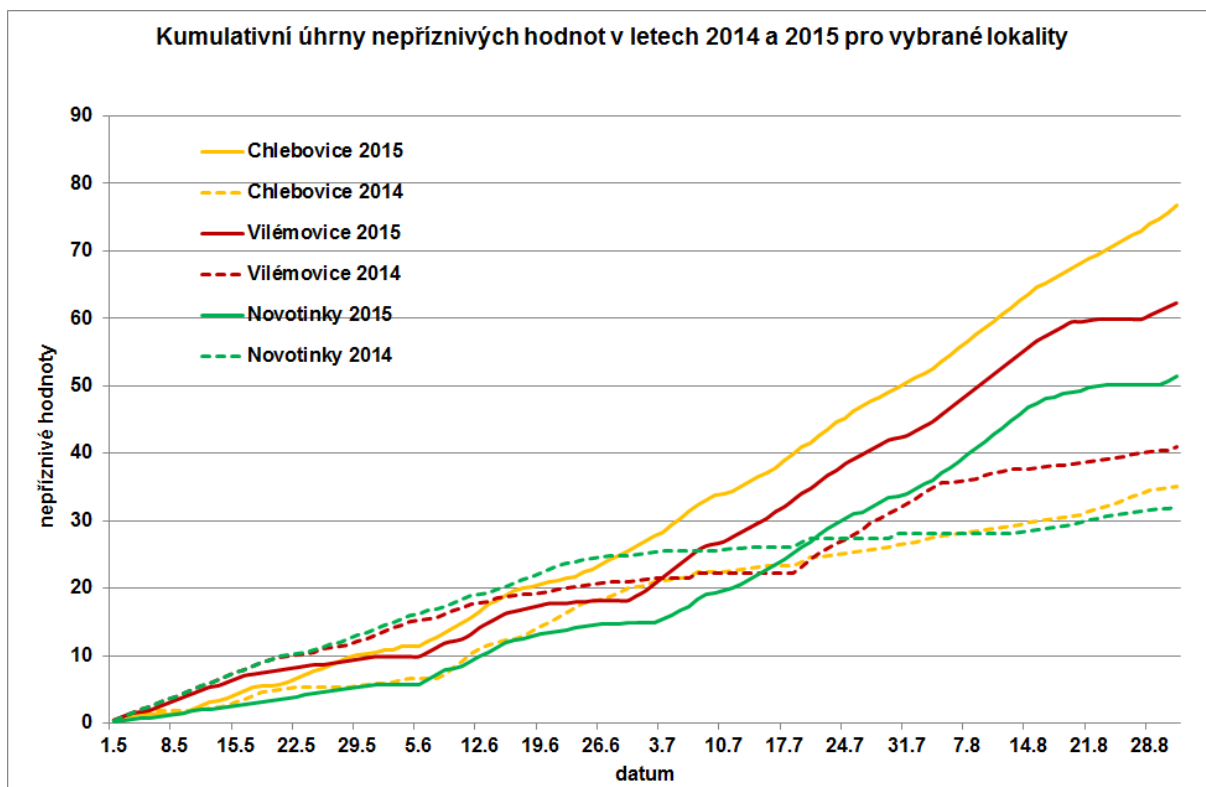 Kumulativní úhrny nepříznivých hodnot v letech 2014 a 2015 pro vybrané lokality
90
80
70
60
50
40
30
20
10
0
nepříznivé hodnoty
Chlebovice 2015
Chlebovice 2014
Vilémovice 2015
Vilémovice 2014
Novotinky 2015
Novotinky 2014
1.5 8.5 15.5 22.5 29.5 5.6 12.6 19.6 26.6 3.7 10.7 17.7 24.7 31.7 7.8 14.8 21.8 28.8
datum